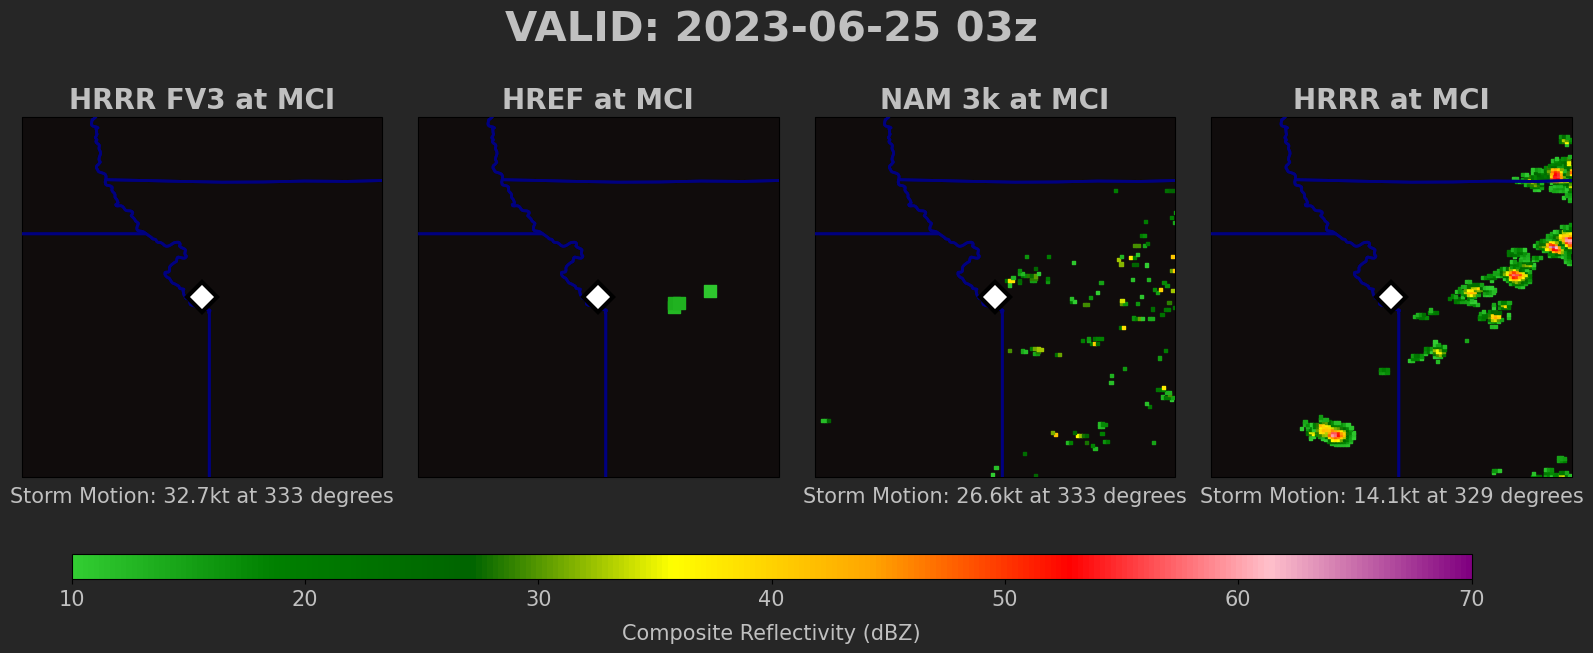 VALID: 2023-06-25 03z
HRRR FV3 at MCI
HREF at MCI
NAM 3k at MCI
HRRR at MCI
Storm Motion: 32.7kt at 333 degrees
Storm Motion: 26.6kt at 333 degrees
Storm Motion: 14.1kt at 329 degrees
10 20 30 40 50 60 70
Composite Reflectivity (dBZ)